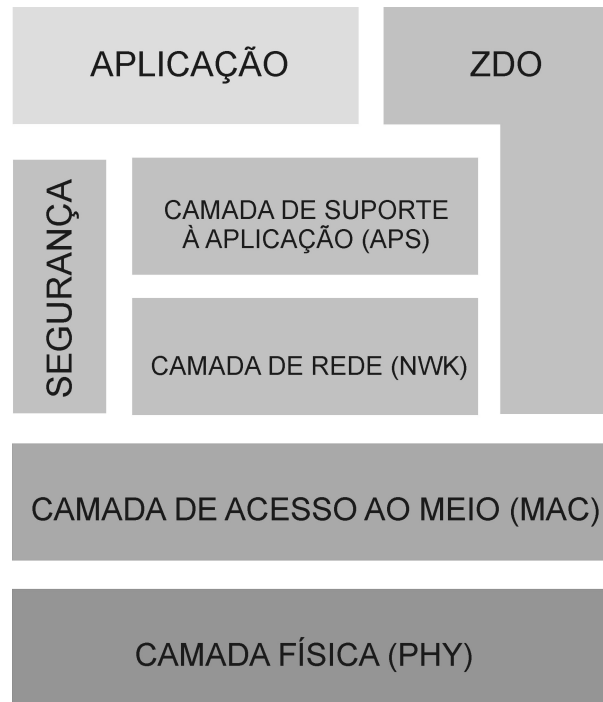 APLICAÇÃO
ZDO
SEGURANÇA
CAMADA DE SUPORTE
À APLICAÇÃO (APS)
CAMADA DE REDE (NWK)
CAMADA DE ACESSO AO MEIO (MAC)
CAMADA FÍSICA (PHY)